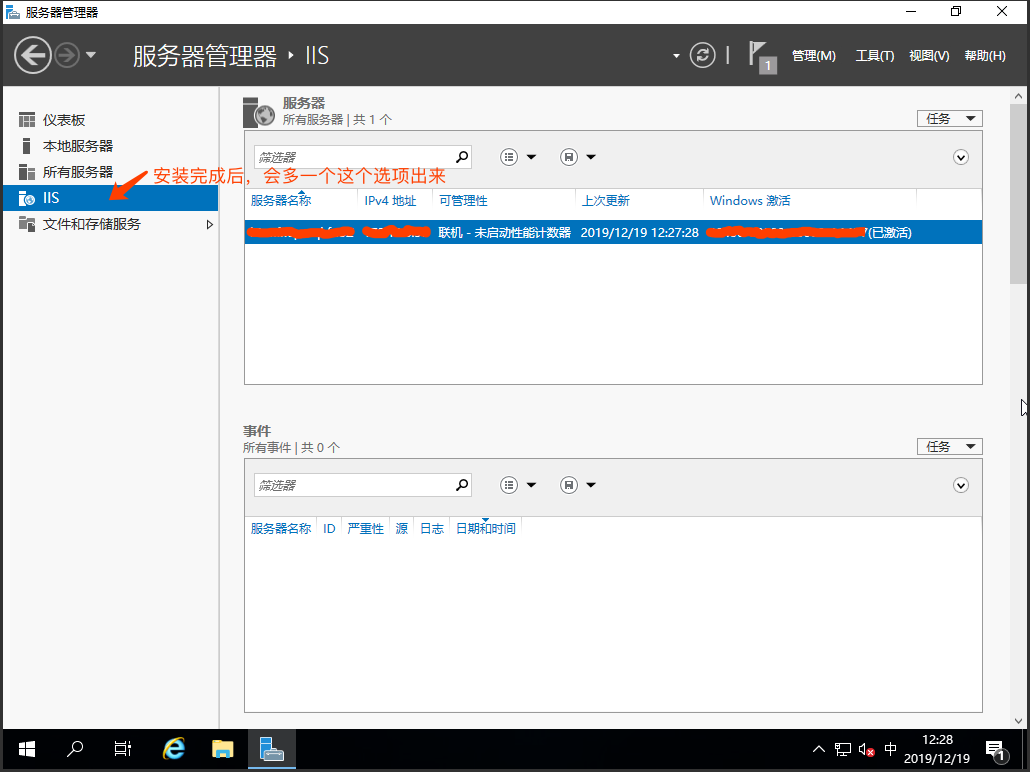 服务器管理器
服务器管理器 ‣ IIS
1 管理(M) 工具(T) 视图(V) 帮助(H)
仪表板
本地服务器
所有服务器
IIS
文件和存储服务
安装完成后，会多一个这个选项出来
服务器
所有服务器 | 共 1 个
任务
筛选器
服务器名称 IPv4 地址 可管理性 上次更新 Windows 激活
联机 - 未启动性能计数器 2019/12/19 12:27:28 (已激活)
事件
所有事件 | 共 0 个
任务
筛选器
服务器名称 ID 严重性 源 日志 日期和时间
中 12:28
2019/12/19
1